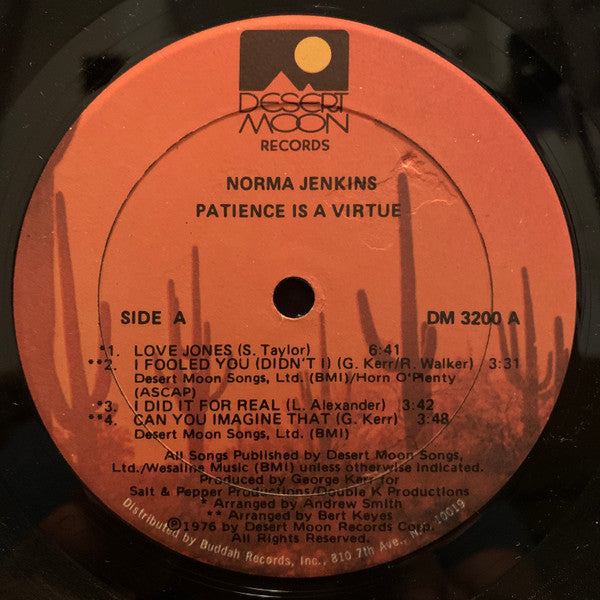 DESERT
MOON
RECORDS
NORMA JENKINS
PATIENCE IS A VIRTUE
SIDE A DM 3200 A
*1. LOVE JONES (S. Taylor) 6:41
**2. I FOOLED YOU (DIDN'T I) (G. Kerr/R. Walker) 3:31
Desert Moon Songs, Ltd. (BMI)/Horn O'Plenty
(ASCAP)
*3. I DID IT FOR REAL (L. Alexander) 3:42
**4. CAN YOU IMAGINE THAT (G. Kerr) 3:48
Desert Moon Songs, Ltd. (BMI)
All Songs Published by Desert Moon Songs,
Ltd./Wesaline Music (BMI) unless otherwise indicated.
Produced by George Kerr for
Salt & Pepper Productions/Double K Productions
* Arranged by Andrew Smith
** Arranged by Bert Keyes
℗1976 by Desert Moon Records Corp.
All Rights Reserved.
Distributed by Buddah Records, Inc., 810 7th Ave., N.Y. 10019